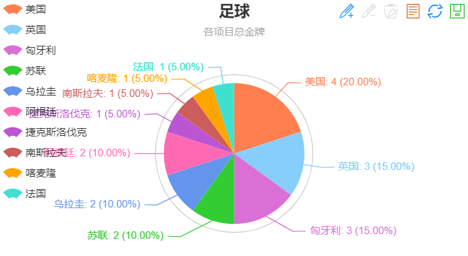 足球
各项目总金牌
美国
英国
匈牙利
苏联
乌拉圭
阿根廷
捷克斯洛伐克
南斯拉夫
喀麦隆
法国
法国: 1 (5.00%)
喀麦隆: 1 (5.00%)
南斯拉夫: 1 (5.00%)
捷克斯洛伐克: 1 (5.00%)
阿根廷: 2 (10.00%)
乌拉圭: 2 (10.00%)
苏联: 2 (10.00%)
美国: 4 (20.00%)
英国: 3 (15.00%)
匈牙利: 3 (15.00%)